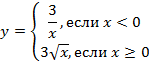 y = { 3/x, если x < 0
3√x, если x ≥ 0